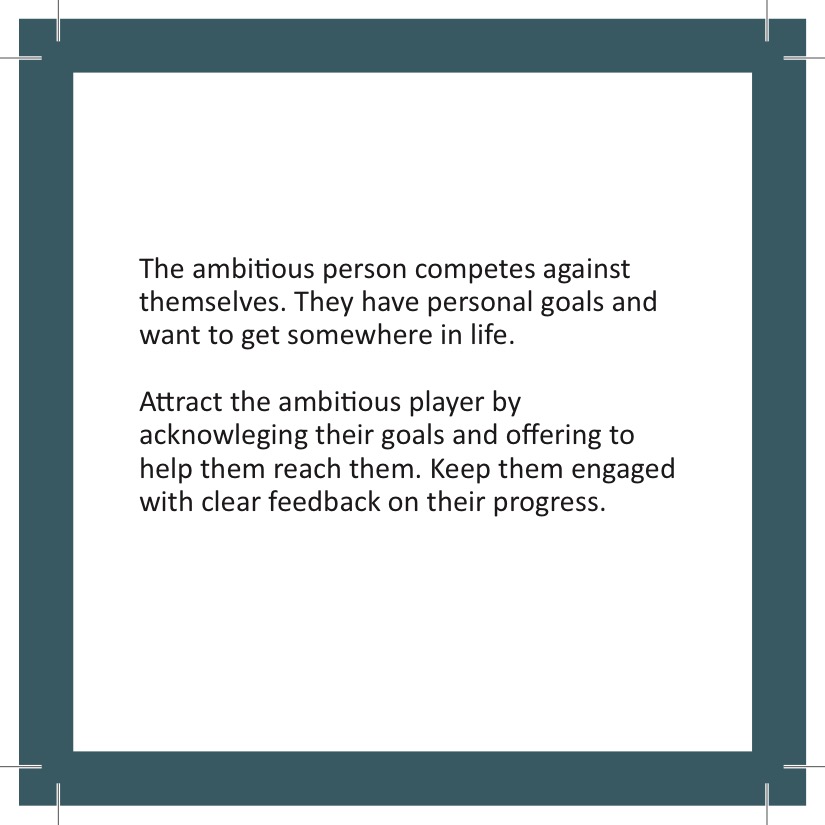 The ambitious person competes against
themselves. They have personal goals and
want to get somewhere in life.
Attract the ambitious player by
acknowleging their goals and offering to
help them reach them. Keep them engaged
with clear feedback on their progress.